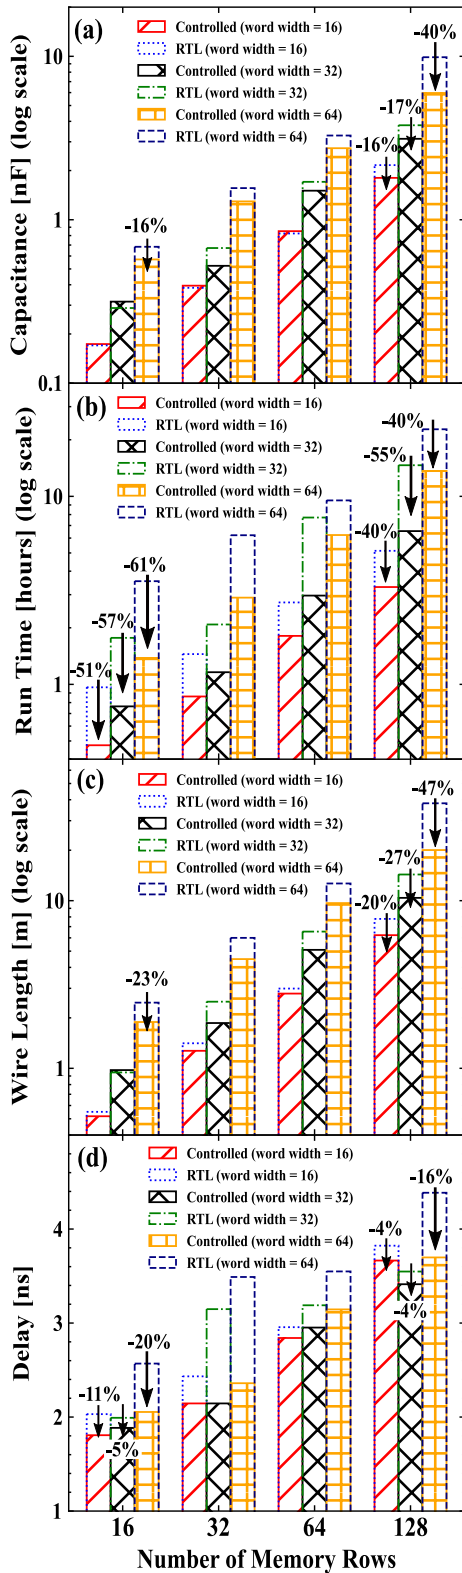 (a)
Controlled (word width = 16)
RTL (word width = 16)
Controlled (word width = 32)
RTL (word width = 32)
Controlled (word width = 64)
RTL (word width = 64)
-40%
-17%
-16%
-16%
10
1
0.1
Capacitance [nF] (log scale)
(b)
Controlled (word width = 16)
RTL (word width = 16)
Controlled (word width = 32)
RTL (word width = 32)
Controlled (word width = 64)
RTL (word width = 64)
-40%
-55%
-40%
-61%
-57%
-51%
10
1
Run Time [hours] (log scale)
(c)
Controlled (word width = 16)
RTL (word width = 16)
Controlled (word width = 32)
RTL (word width = 32)
Controlled (word width = 64)
RTL (word width = 64)
-47%
-27%
-20%
-23%
10
1
Wire Length [m] (log scale)
(d)
Controlled (word width = 16)
RTL (word width = 16)
Controlled (word width = 32)
RTL (word width = 32)
Controlled (word width = 64)
RTL (word width = 64)
-16%
-4%
-4%
-20%
-11%
-5%
4
3
2
1
Delay [ns]
16 32 64 128
Number of Memory Rows